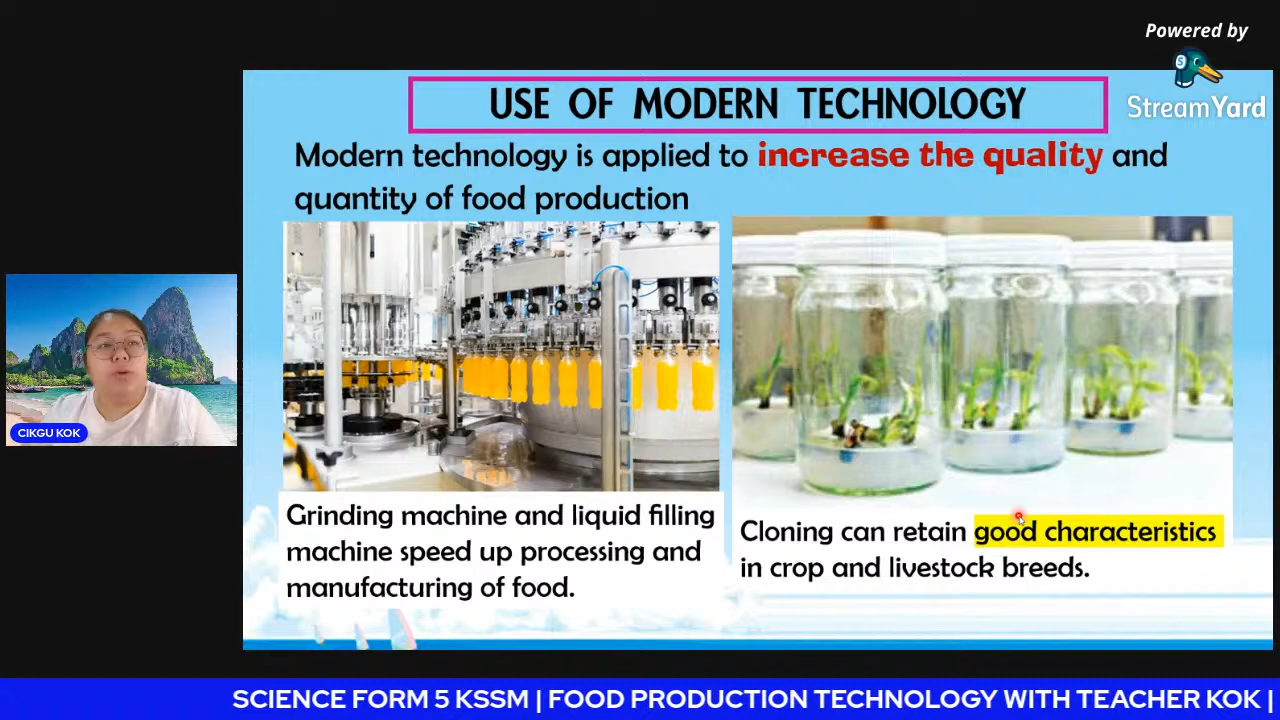 Powered by
StreamYard
USE OF MODERN TECHNOLOGY
Modern technology is applied to increase the quality and
quantity of food production
Grinding machine and liquid filling
machine speed up processing and
manufacturing of food.
Cloning can retain good characteristics
in crop and livestock breeds.
CIKGU KOK
SCIENCE FORM 5 KSSM | FOOD PRODUCTION TECHNOLOGY WITH TEACHER KOK |